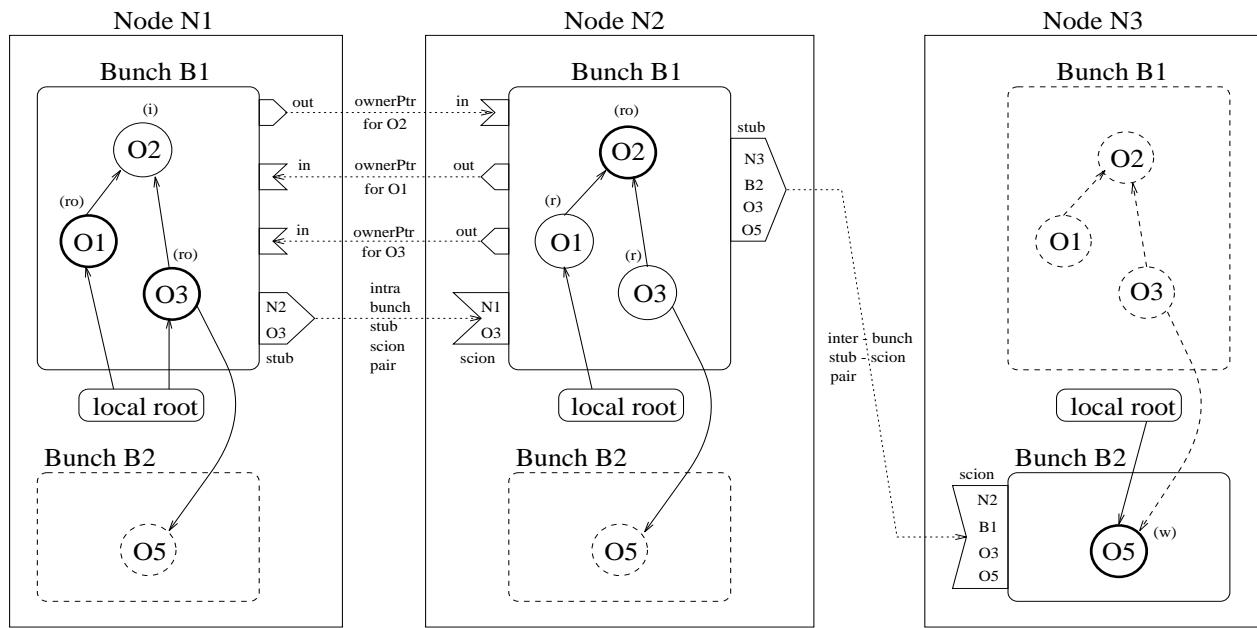 Node N1
Bunch B1
(i)
O2
(ro)
O1
(ro)
O3
local root
Bunch B2
O5
out
ownerPtr
for O2
in
in
ownerPtr
for O1
out
in
ownerPtr
for O3
out
N2
O3
stub
intra
bunch
stub
scion
pair
N1
O3
scion
Node N2
Bunch B1
(ro)
O2
(r)
O1
(r)
O3
local root
Bunch B2
O5
stub
N3
B2
O3
O5
inter - bunch
stub - scion
pair
Node N3
Bunch B1
O2
O1
O3
local root
Bunch B2
scion
N2
B1
O3
O5
O5
(w)